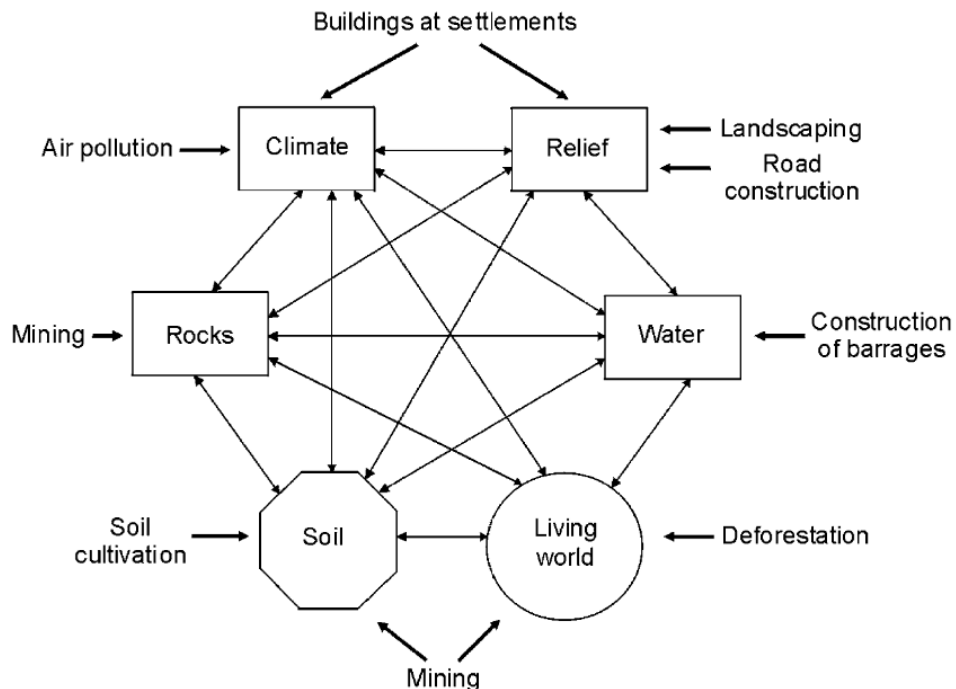 Buildings at settlements
Air pollution
Climate
Relief
Landscaping
Road
construction
Mining
Rocks
Water
Construction
of barrages
Soil
cultivation
Soil
Living
world
Deforestation
Mining